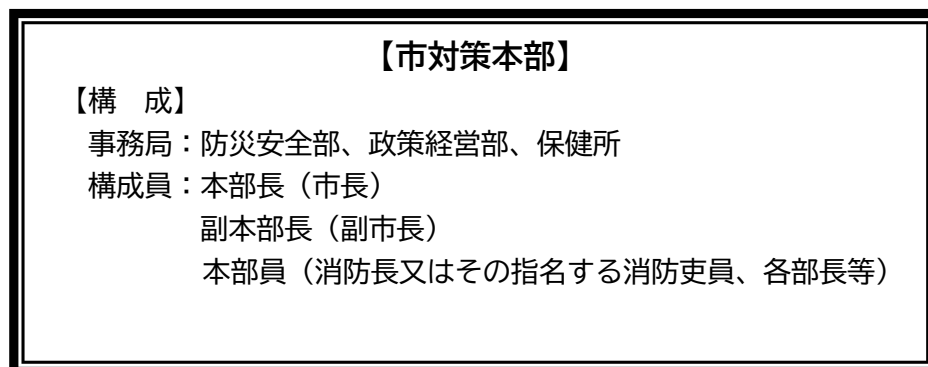 【市対策本部】
【構　成】
事務局：防災安全部、政策経営部、保健所
構成員：本部長（市長）
副本部長（副市長）
本部員（消防長又はその指名する消防吏員、各部長等）